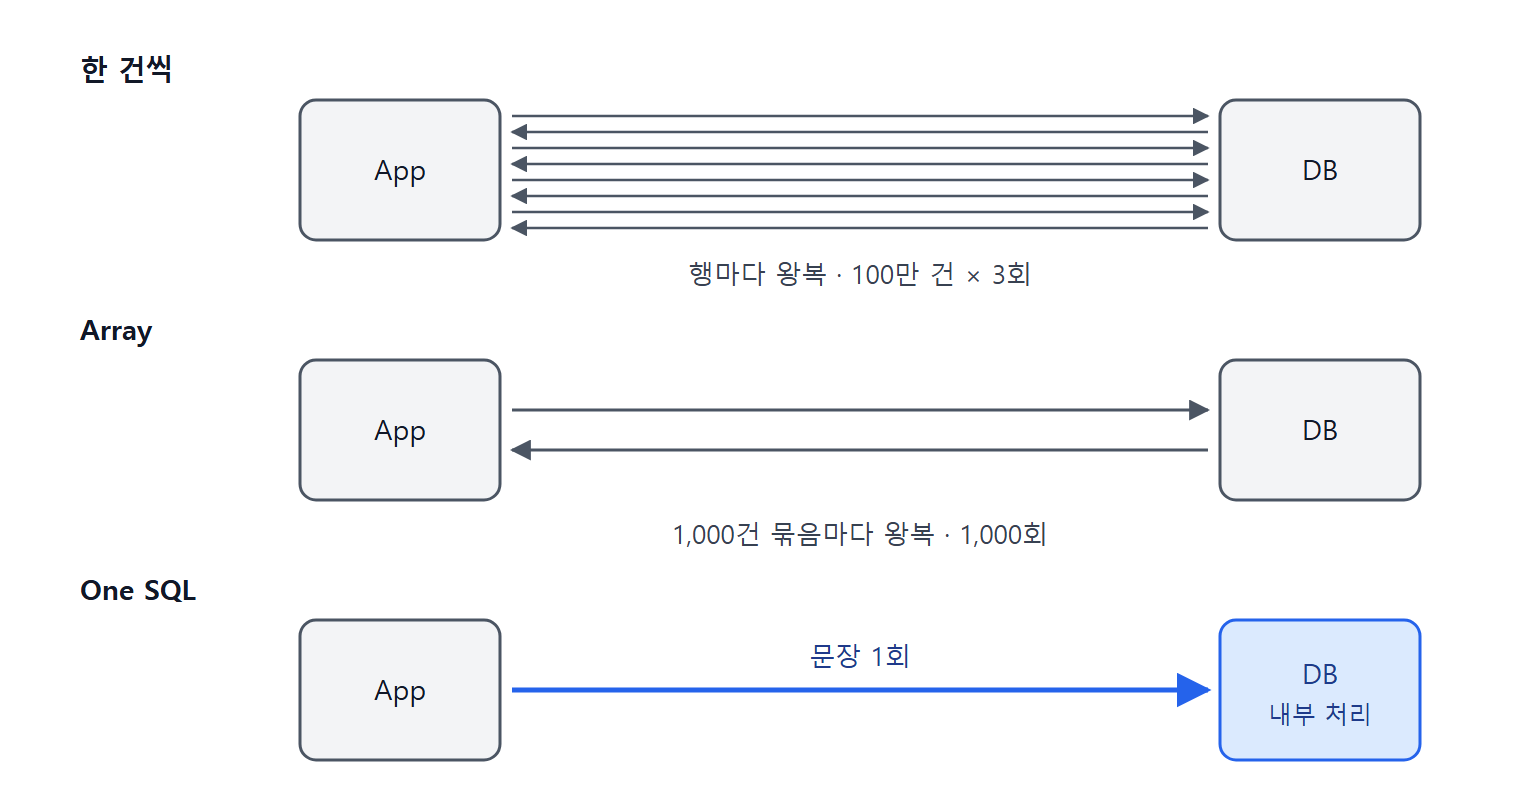 한 건씩
App
DB
행마다 왕복 · 100만 건 × 3회
Array
App
DB
1,000건 묶음마다 왕복 · 1,000회
One SQL
App
문장 1회
DB
내부 처리